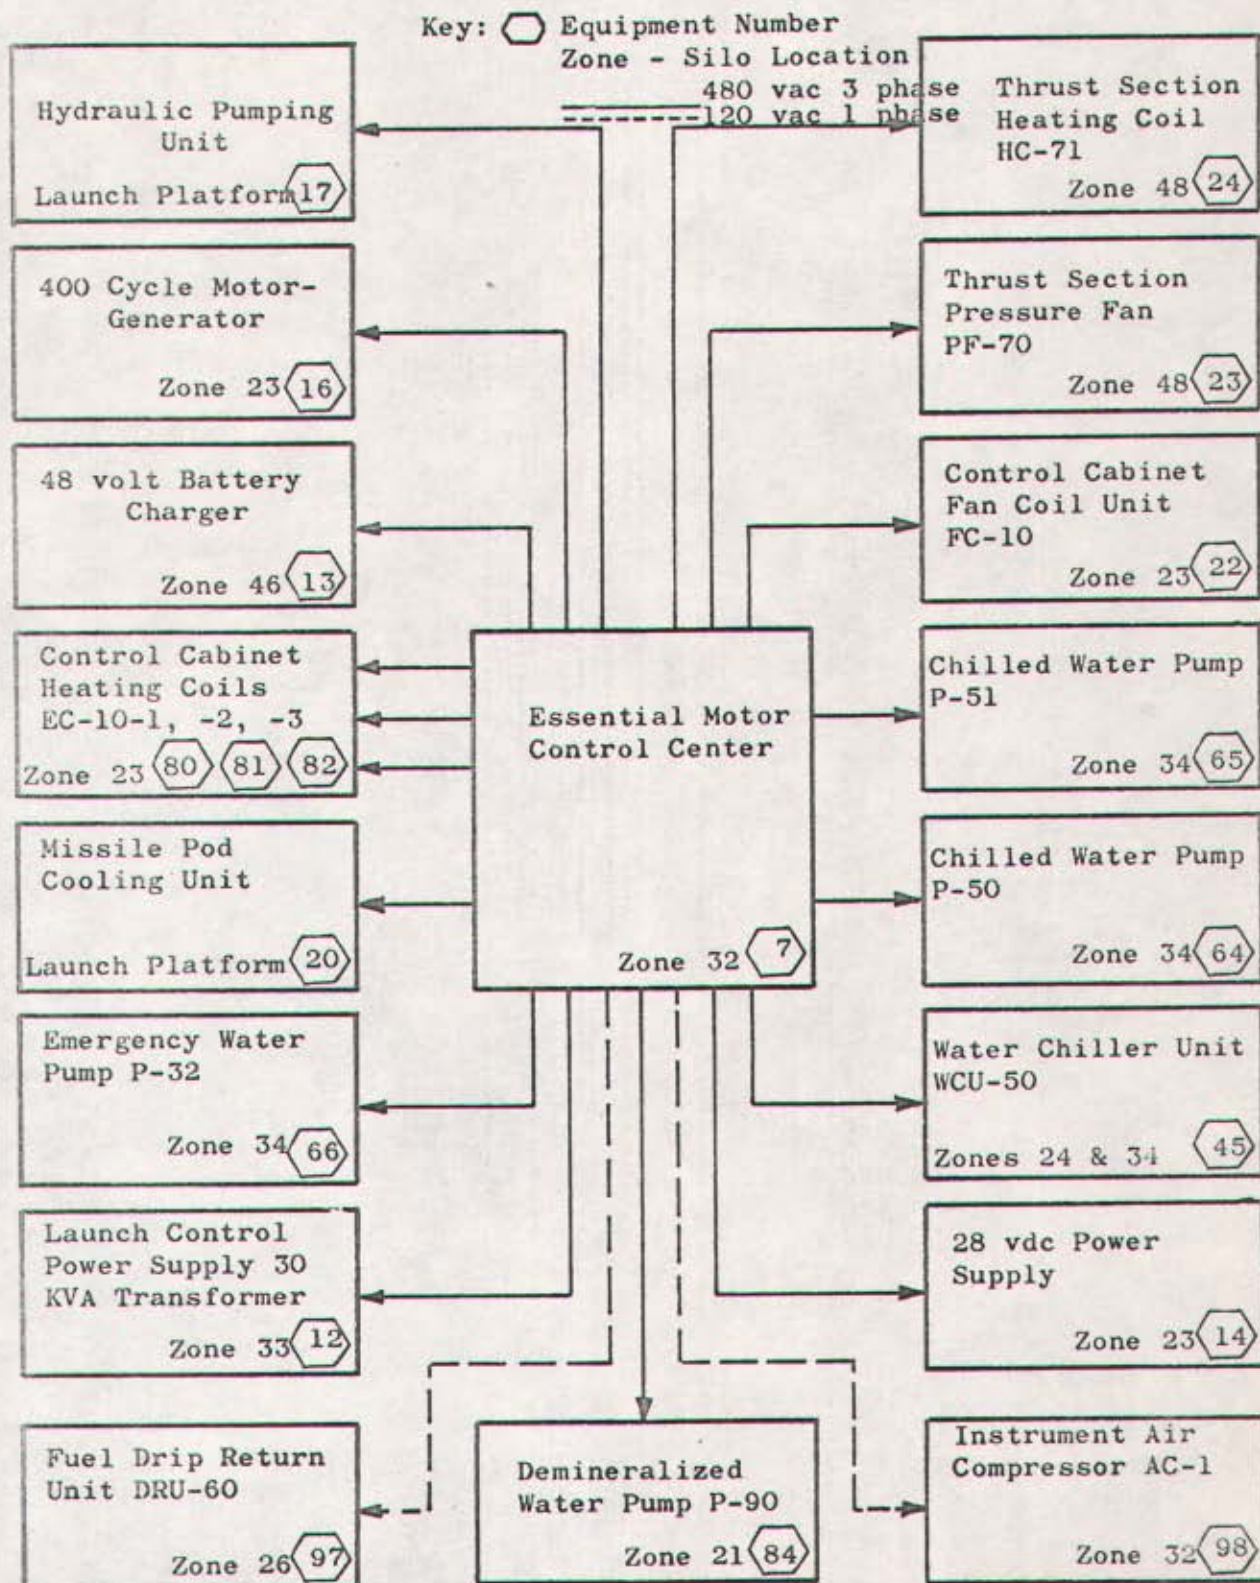 Key: Equipment Number
Zone - Silo Location
480 vac 3 phase
120 vac 1 phase
Hydraulic Pumping
Unit
Launch Platform 17
400 Cycle Motor-
Generator
Zone 23 16
48 volt Battery
Charger
Zone 46 13
Control Cabinet
Heating Coils
EC-10-1, -2, -3
Zone 23 80 81 82
Missile Pod
Cooling Unit
Launch Platform 20
Emergency Water
Pump P-32
Zone 34 66
Launch Control
Power Supply 30
KVA Transformer
Zone 33 12
Fuel Drip Return
Unit DRU-60
Zone 26 97
Essential Motor
Control Center
Zone 32 7
Demineralized
Water Pump P-90
Zone 21 84
Thrust Section
Heating Coil
HC-71
Zone 48 24
Thrust Section
Pressure Fan
PF-70
Zone 48 23
Control Cabinet
Fan Coil Unit
FC-10
Zone 23 22
Chilled Water Pump
P-51
Zone 34 65
Chilled Water Pump
P-50
Zone 34 64
Water Chiller Unit
WCU-50
Zones 24 & 34 45
28 vdc Power
Supply
Zone 23 14
Instrument Air
Compressor AC-1
Zone 32 98